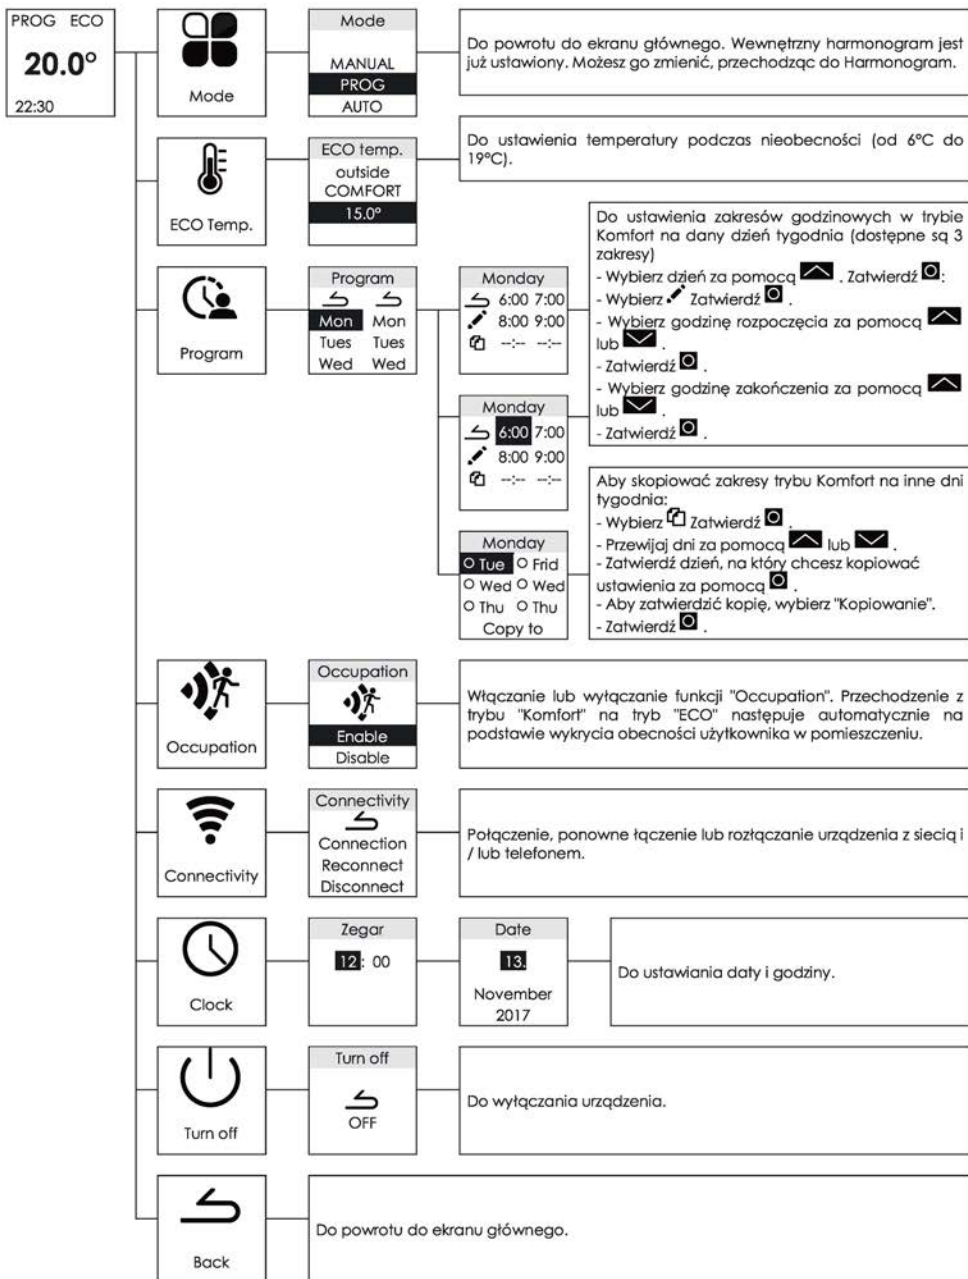 PROG ECO
20.0°
22:30
Mode
Mode
MANUAL
PROG
AUTO
Do powrotu do ekranu głównego. Wewnętrzny harmonogram jest
już ustawiony. Możesz go zmienić, przechodząc do Harmonogram.
ECO Temp.
ECO temp.
outside
COMFORT
15.0°
Do ustawienia temperatury podczas nieobecności (od 6°C do
19°C).
Program
Program
Mon Mon
Tues Tues
Wed Wed
Monday
6:00 7:00
8:00 9:00
--:-- --:--
Do ustawienia zakresów godzinowych w trybie
Komfort na dany dzień tygodnia (dostępne są 3
zakresy)
- Wybierz dzień za pomocą . Zatwierdź :
- Wybierz Zatwierdź .
- Wybierz godzinę rozpoczęcia za pomocą
lub .
- Zatwierdź .
- Wybierz godzinę zakończenia za pomocą
lub .
- Zatwierdź .
Monday
6:00 7:00
8:00 9:00
--:-- --:--
Monday
Tue Frid
Wed Wed
Thu Thu
Copy to
Aby skopiować zakresy trybu Komfort na inne dni
tygodnia:
- Wybierz Zatwierdź .
- Przewijaj dni za pomocą lub .
- Zatwierdź dzień, na który chcesz kopiować
ustawienia za pomocą .
- Aby zatwierdzić kopię, wybierz "Kopiowanie".
- Zatwierdź .
Occupation
Occupation
Enable
Disable
Włączanie lub wyłączanie funkcji "Occupation". Przechodzenie z
trybu "Komfort" na tryb "ECO" następuje automatycznie na
podstawie wykrycia obecności użytkownika w pomieszczeniu.
Connectivity
Connectivity
Connection
Reconnect
Disconnect
Połączenie, ponowne łączenie lub rozłączanie urządzenia z siecią i
/ lub telefonem.
Clock
Zegar
12: 00
Date
13.
November
2017
Do ustawiania daty i godziny.
Turn off
Turn off
OFF
Do wyłączania urządzenia.
Back
Do powrotu do ekranu głównego.